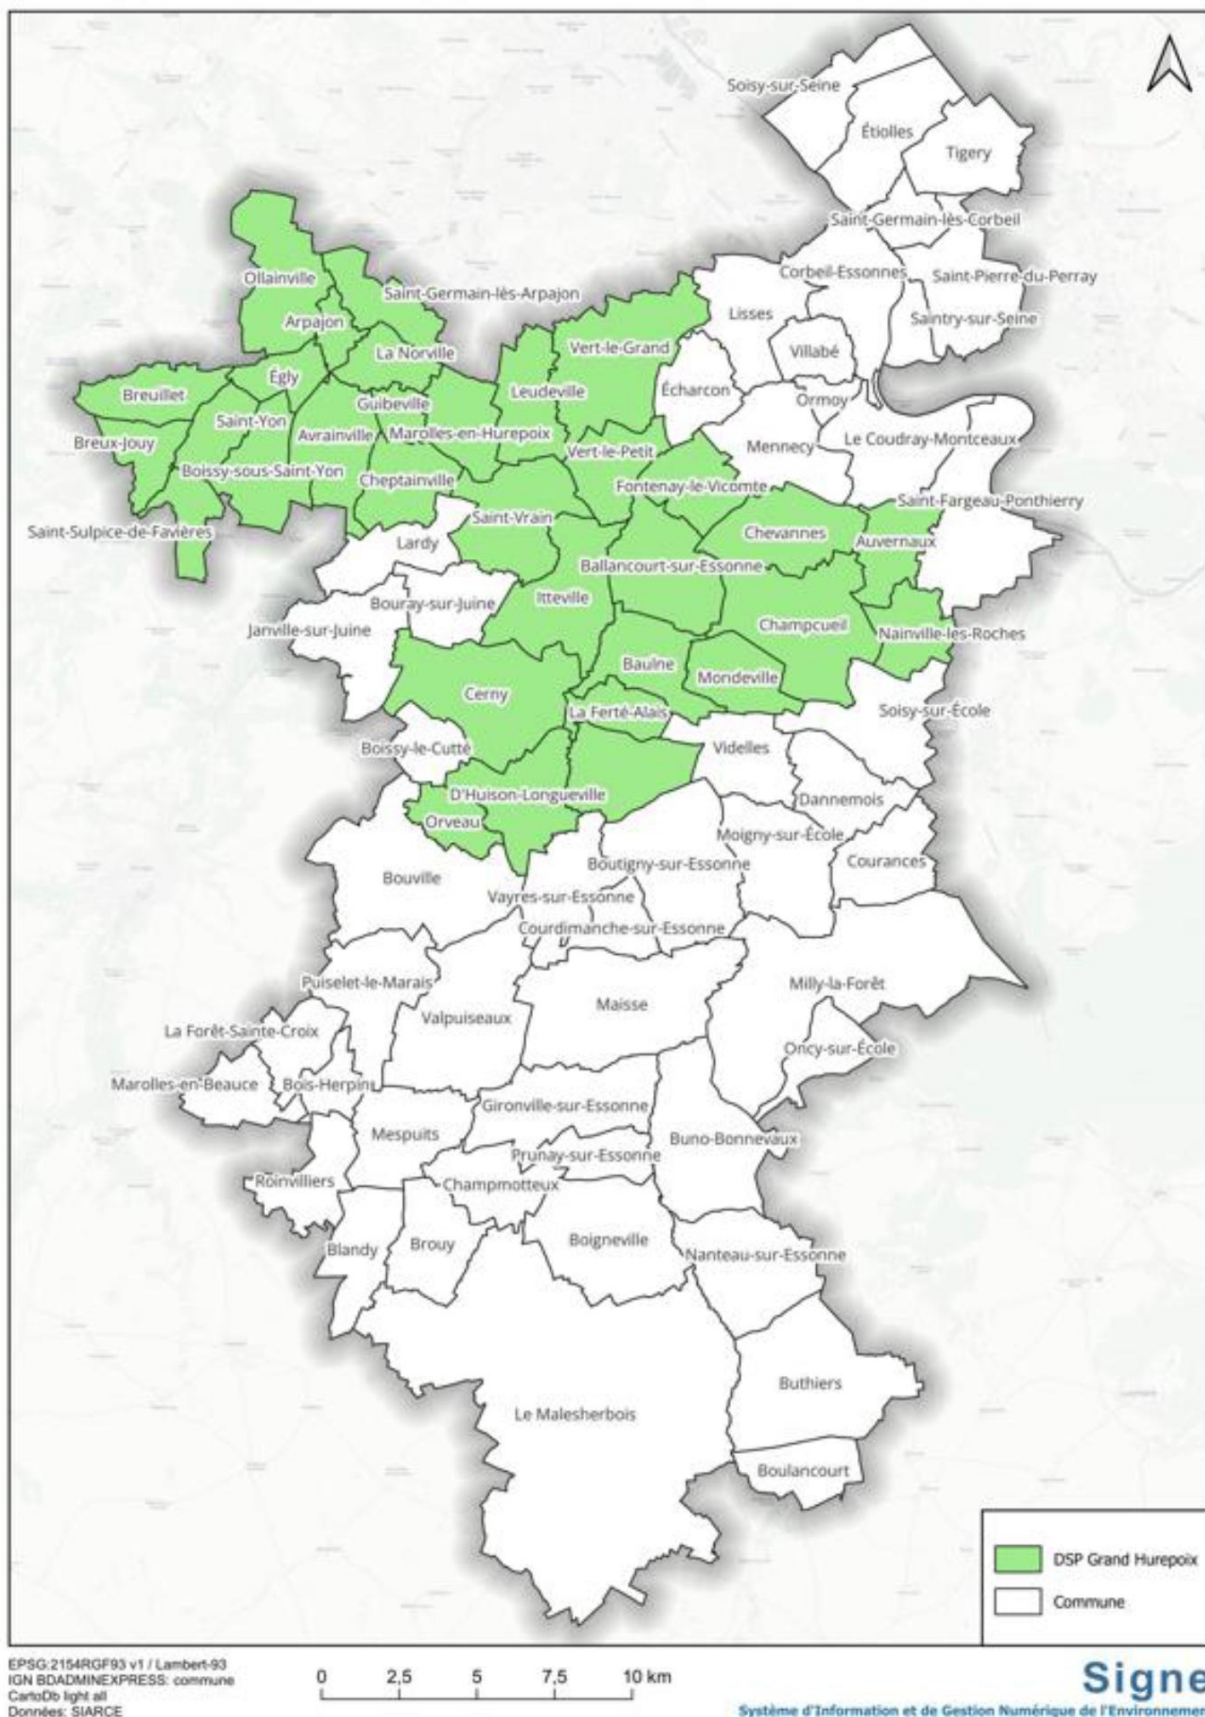 Soisy-sur-Seine
Étiolles
Tigery
Saint-Germain-lès-Corbeil
Corbeil-Essonnes
Saint-Pierre-du-Perray
Ollainville
Saint-Germain-lès-Arpajon
Lisses
Saintry-sur-Seine
Arpajon
La Norville
Vert-le-Grand
Villabé
Égly
Écharcon
Breuillet
Leudeville
Ormoy
Guibeville
Saint-Yon
Avrainville
Marolles-en-Hurepoix
Breux-Jouy
Le Coudray-Montceaux
Vert-le-Petit
Mennecy
Boissy-sous-Saint-Yon
Cheptainville
Fontenay-le-Vicomte
Saint-Fargeau-Ponthierry
Saint-Vrain
Saint-Sulpice-de-Favières
Chevannes
Lardy
Auvernaux
Ballancourt-sur-Essonne
Itteville
Bouray-sur-Juine
Janville-sur-Juine
Champcueil
Nainville-les-Roches
Baulne
Mondeville
Cerny
La Ferté-Alais
Soisy-sur-École
Boissy-le-Cutté
Videlles
D'Huison-Longueville
Dannemois
Orveau
Moigny-sur-École
Boutigny-sur-Essonne
Courances
Bouville
Vayres-sur-Essonne
Courdimanche-sur-Essonne
Puiselet-le-Marais
Milly-la-Forêt
Maisse
Valpuiseaux
La Forêt-Sainte-Croix
Oncy-sur-École
Marolles-en-Beauce
Bois-Herpin
Gironville-sur-Essonne
Mespuits
Buno-Bonnevaux
Prunay-sur-Essonne
Roinvilliers
Champmotteux
Blandy
Brouy
Boigneville
Nanteau-sur-Essonne
Buthiers
Le Malesherbois
Boulancourt
DSP Grand Hurepoix
Commune
EPSG:2154RGF93 v1 / Lambert-93
IGN BDADMINEXPRESS: commune
CartoDb light all
Données: SIARCE
0 2,5 5 7,5 10 km
Signe
Système d'Information et de Gestion Numérique de l'Environnemen